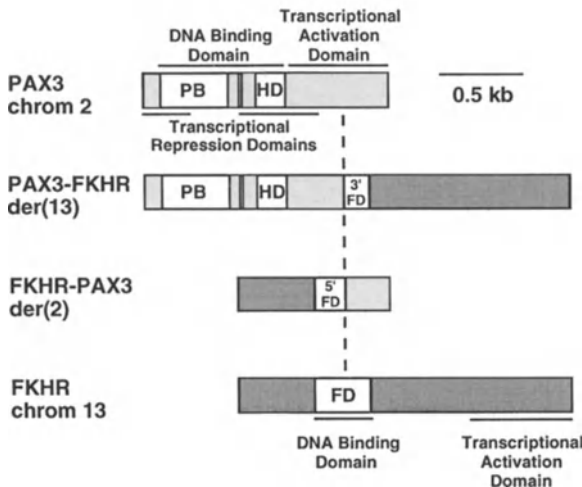 Transcriptional
Activation
Domain
DNA Binding
Domain
PAX3
chrom 2
PB
HD
0.5 kb
Transcriptional
Repression Domains
PAX3-FKHR
der(13)
PB
HD
3'
FD
FKHR-PAX3
der(2)
5'
FD
FKHR
chrom 13
FD
DNA Binding
Domain
Transcriptional
Activation
Domain